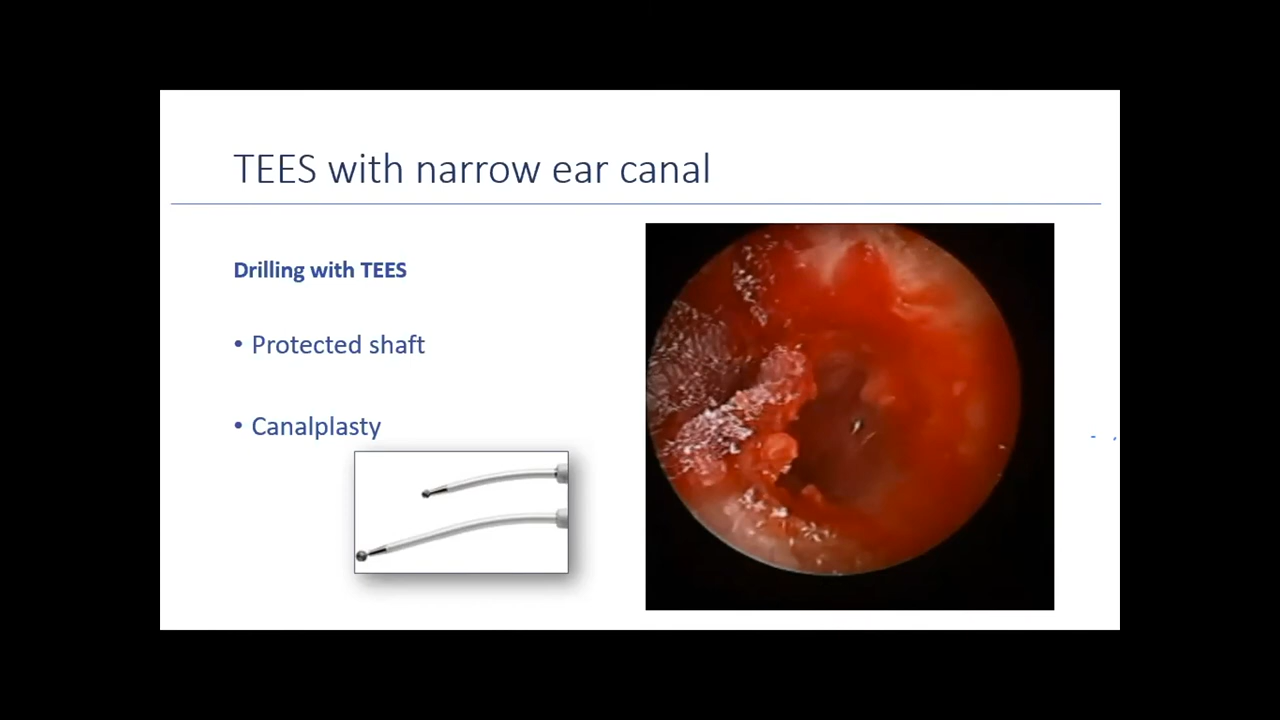 TEES with narrow ear canal
Drilling with TEES
• Protected shaft
• Canalplasty